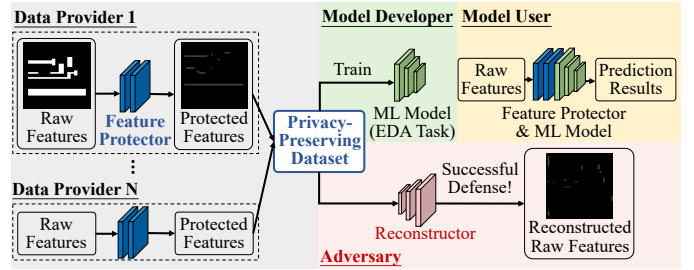 Data Provider 1
Raw
Features
Feature
Protector
Protected
Features
⋮
Data Provider N
Raw
Features
Protected
Features
Privacy-
Preserving
Dataset
Model Developer
Train
ML Model
(EDA Task)
Model User
Raw
Features
Prediction
Results
Feature Protector
& ML Model
Reconstructor
Successful
Defense!
Reconstructed
Raw Features
Adversary